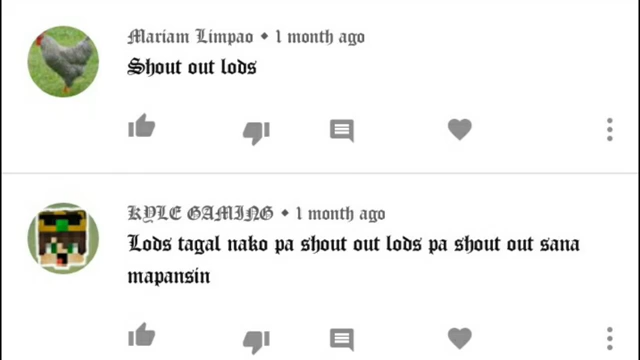 Mariam Limpao • 1 month ago
Shout out lods
KYLE GAMING • 1 month ago
Lods tagal nako pa shout out lods pa shout out sana
mapansin